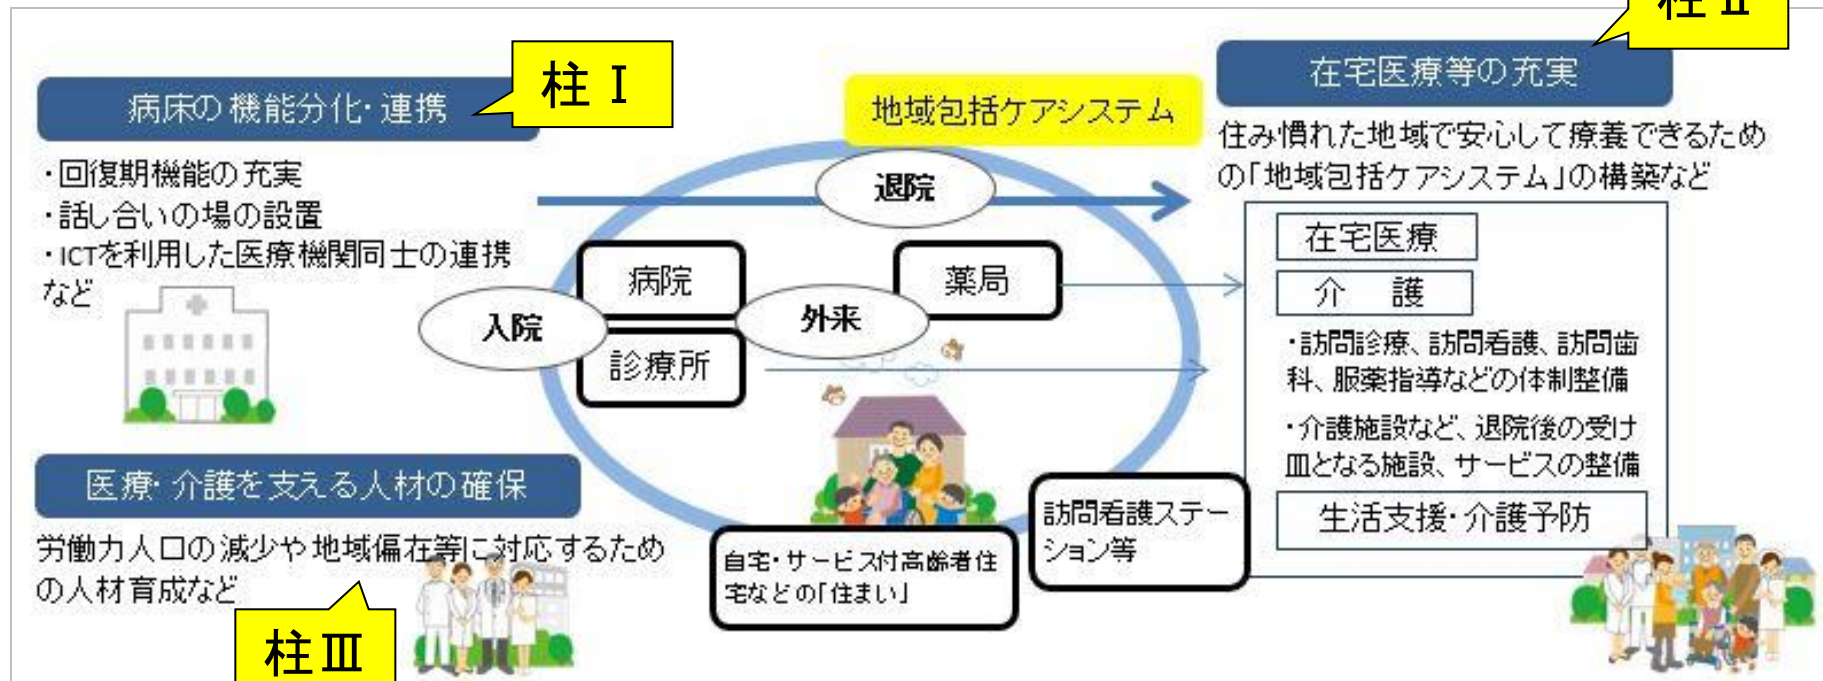 柱Ⅰ
病床の機能分化・連携
・回復期機能の充実
・話し合いの場の設置
・ICTを利用した医療機関同士の連携
など
柱Ⅱ
在宅医療等の充実
住み慣れた地域で安心して療養できるため
の「地域包括ケアシステム」の構築など
地域包括ケアシステム
退院
病院
薬局
入院
外来
診療所
在宅医療
介　護
・訪問診療、訪問看護、訪問歯
科、服薬指導などの体制整備
・介護施設など、退院後の受け
皿となる施設、サービスの整備
生活支援・介護予防
訪問看護ステー
ション等
自宅・サービス付高齢者住
宅などの「住まい」
医療・介護を支える人材の確保
労働力人口の減少や地域偏在等に対応するため
の人材育成など
柱Ⅲ